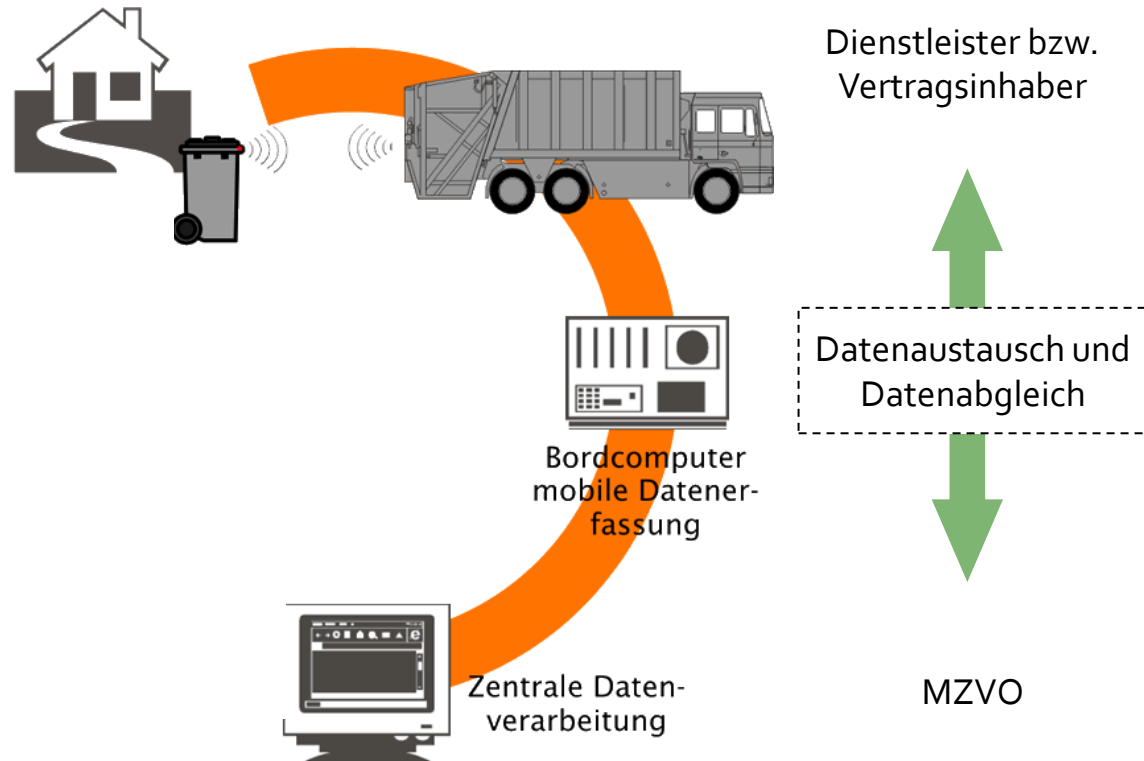 Dienstleister bzw.
Vertragsinhaber
Datenaustausch und
Datenabgleich
Bordcomputer
mobile Datener-
fassung
Zentrale Daten-
verarbeitung
MZVO